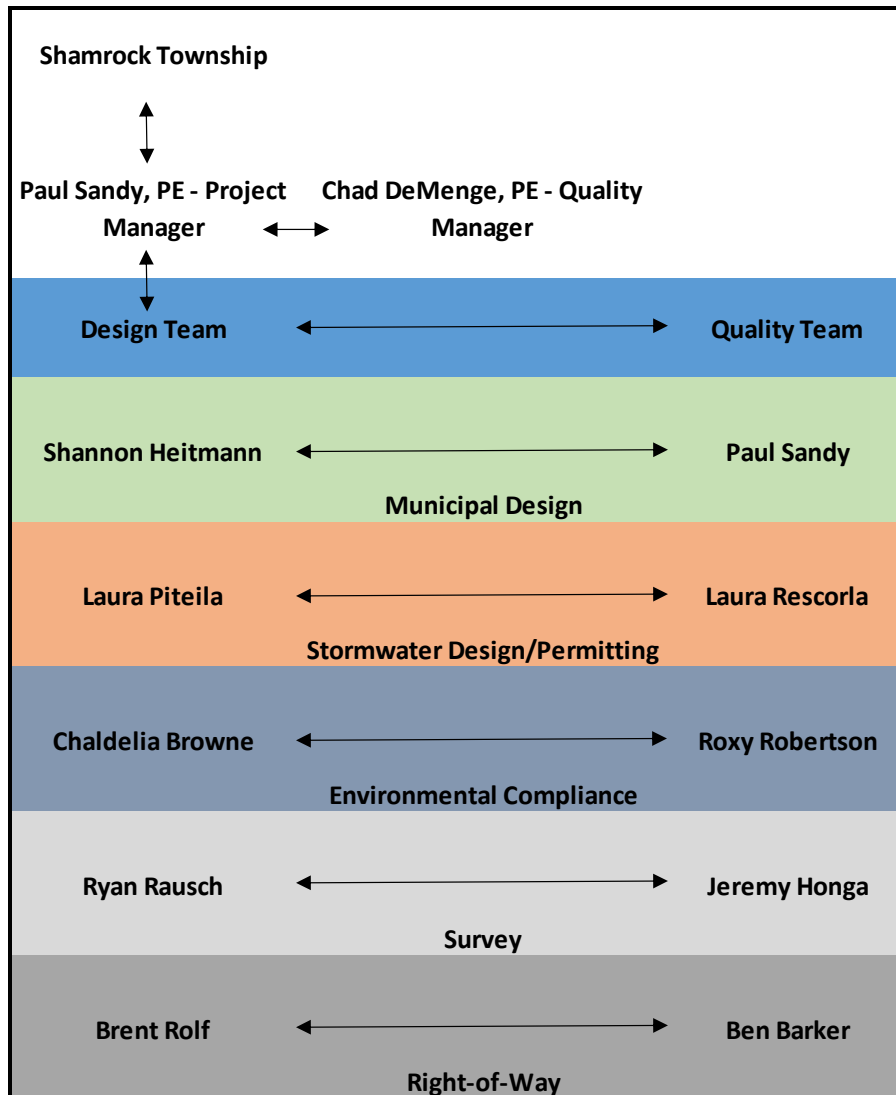 Shamrock Township
Paul Sandy, PE - Project
Manager
Chad DeMenge, PE - Quality
Manager
Design Team
Quality Team
Shannon Heitmann
Paul Sandy
Municipal Design
Laura Piteila
Laura Rescorla
Stormwater Design/Permitting
Chaldelia Browne
Roxy Robertson
Environmental Compliance
Ryan Rausch
Jeremy Honga
Survey
Brent Rolf
Ben Barker
Right-of-Way